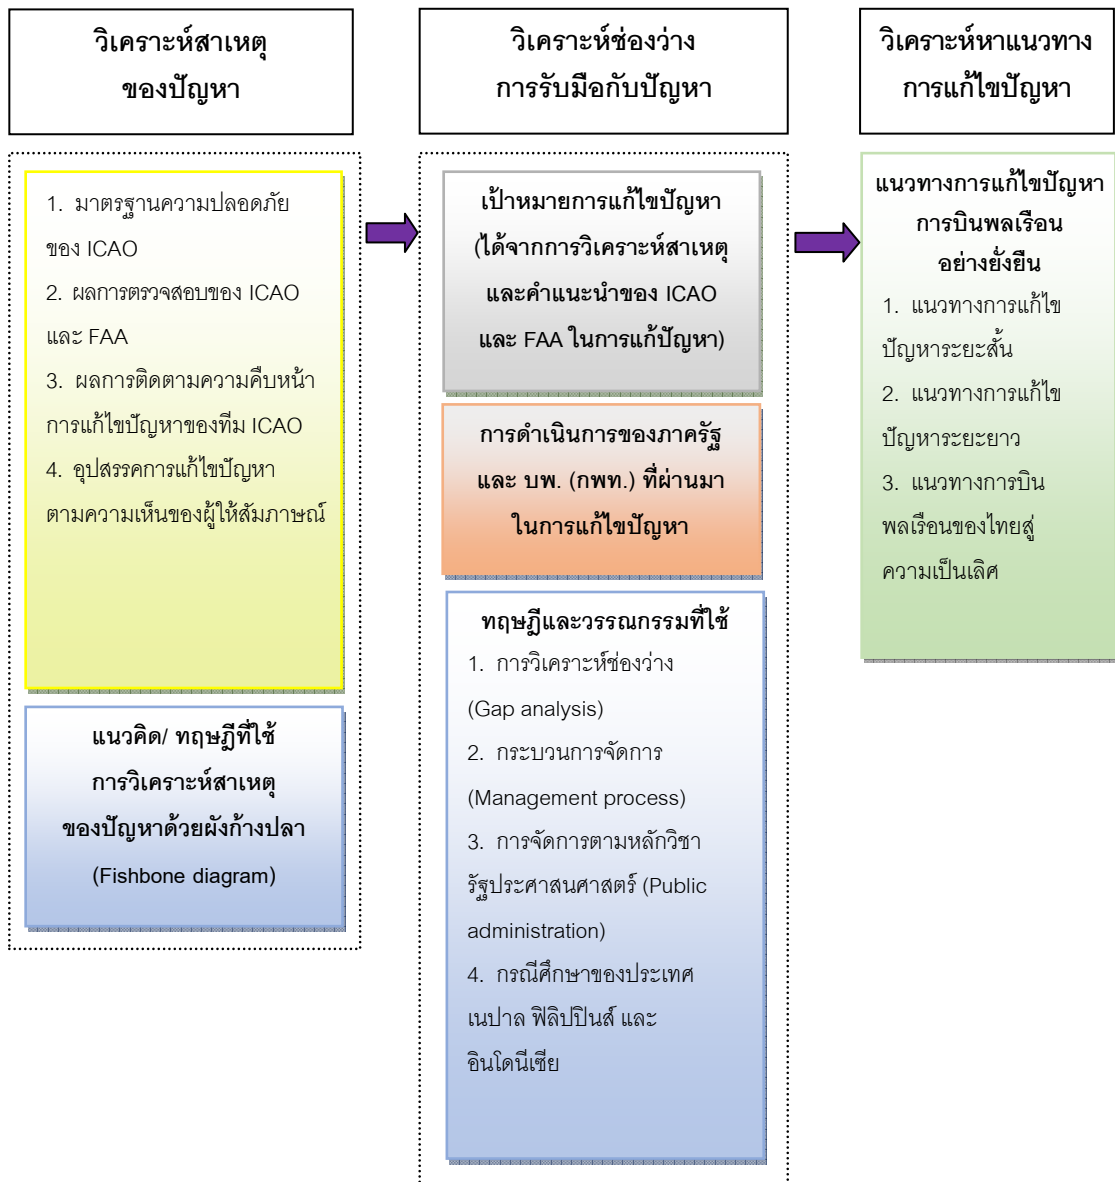 วิเคราะห์สาเหตุ
ของปัญหา
1. มาตรฐานความปลอดภัย
ของ ICAO
2. ผลการตรวจสอบของ ICAO
และ FAA
3. ผลการติดตามความคืบหน้า
การแก้ไขปัญหาของทีม ICAO
4. อุปสรรคการแก้ไขปัญหา
ตามความเห็นของผู้ให้สัมภาษณ์
แนวคิด/ ทฤษฎีที่ใช้
การวิเคราะห์สาเหตุ
ของปัญหาด้วยผังก้างปลา
(Fishbone diagram)
วิเคราะห์ช่องว่าง
การรับมือกับปัญหา
เป้าหมายการแก้ไขปัญหา
(ได้จากการวิเคราะห์สาเหตุ
และคำแนะนำของ ICAO
และ FAA ในการแก้ปัญหา)
การดำเนินการของภาครัฐ
และ บพ. (กพท.) ที่ผ่านมา
ในการแก้ไขปัญหา
ทฤษฎีและวรรณกรรมที่ใช้
1. การวิเคราะห์ช่องว่าง
(Gap analysis)
2. กระบวนการจัดการ
(Management process)
3. การจัดการตามหลักวิชา
รัฐประศาสนศาสตร์ (Public
administration)
4. กรณีศึกษาของประเทศ
เนปาล ฟิลิปปินส์ และ
อินโดนีเซีย
วิเคราะห์หาแนวทาง
การแก้ไขปัญหา
แนวทางการแก้ไขปัญหา
การบินพลเรือน
อย่างยั่งยืน
1. แนวทางการแก้ไข
ปัญหาระยะสั้น
2. แนวทางการแก้ไข
ปัญหาระยะยาว
3. แนวทางการบิน
พลเรือนของไทยสู่
ความเป็นเลิศ